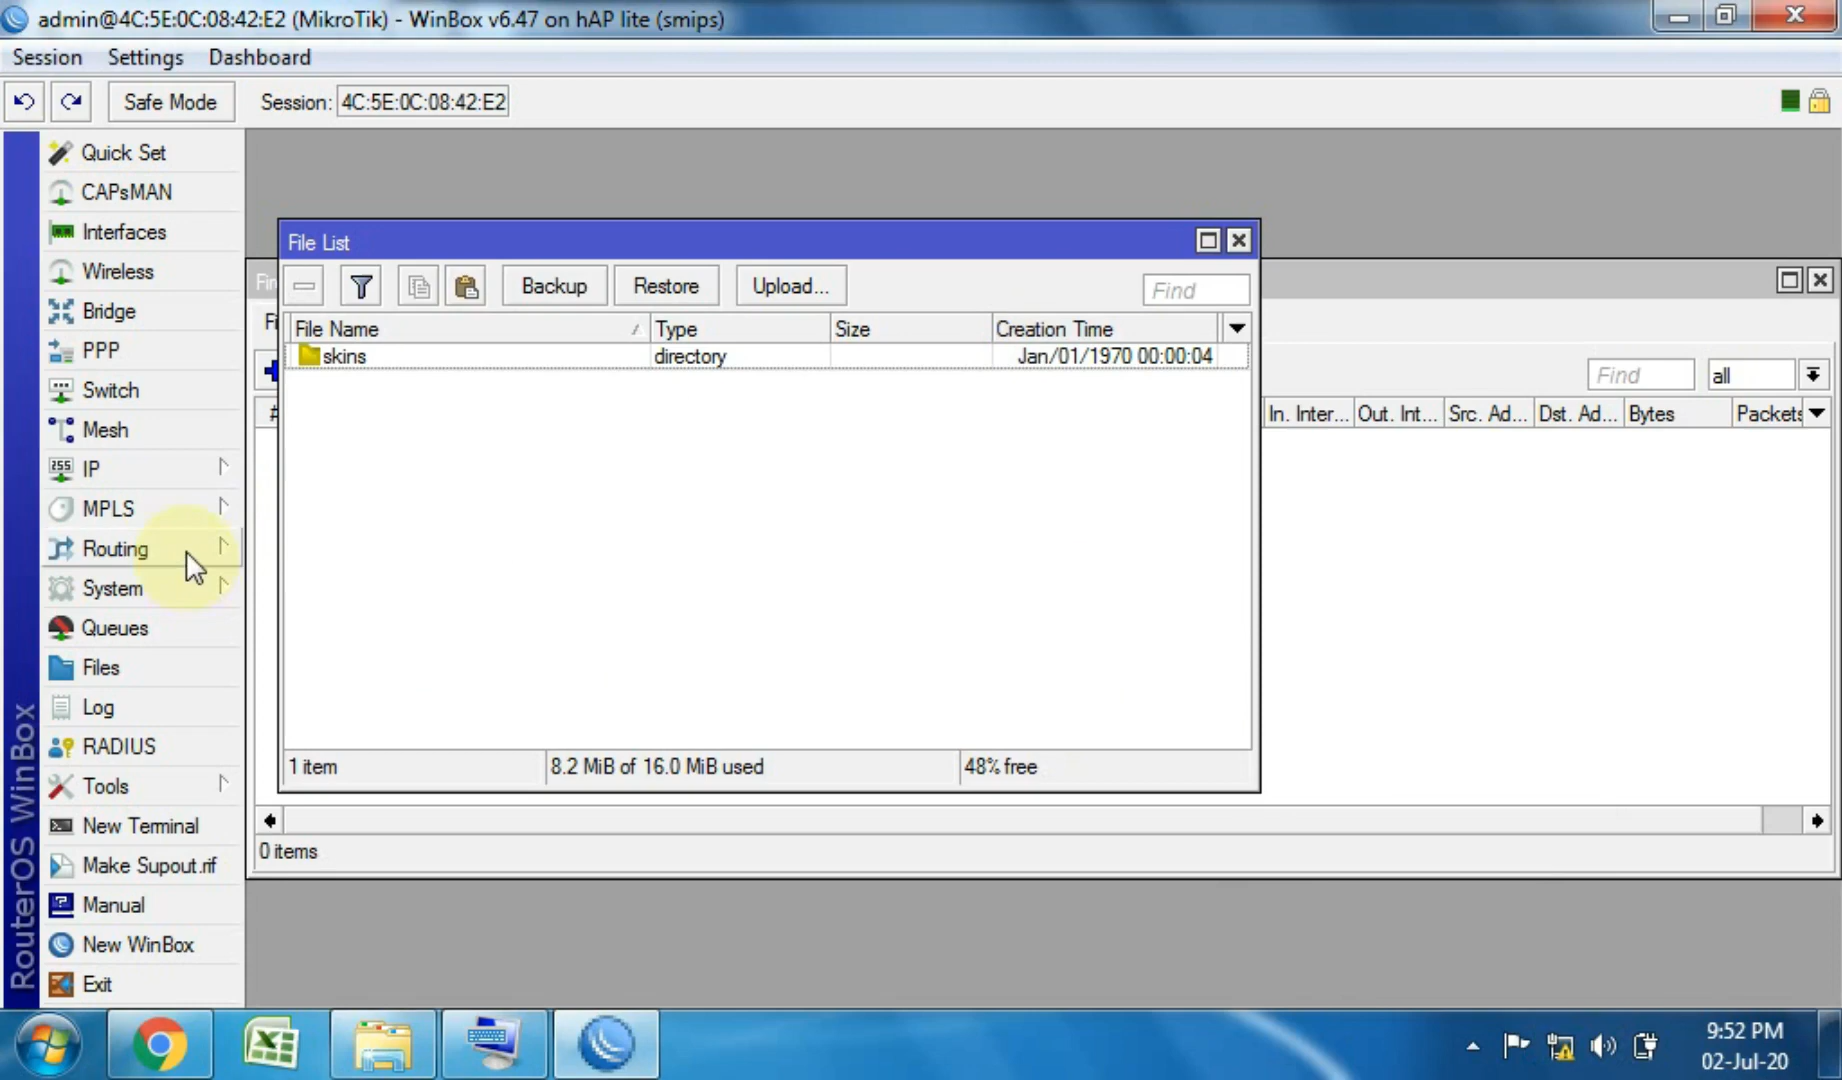 admin@4C:5E:0C:08:42:E2 (MikroTik) - WinBox v6.47 on hAP lite (smips)
Session Settings Dashboard
Safe Mode Session: 4C:5E:0C:08:42:E2
Quick Set
CAPsMAN
Interfaces
Wireless
Bridge
PPP
Switch
Mesh
255 IP
MPLS
Routing
System
Queues
Files
Log
RADIUS
Tools
New Terminal
Make Supout.rif
Manual
New WinBox
Exit
RouterOS WinBox
File List
Backup Restore Upload... Find
File Name Type Size Creation Time
skins directory Jan/01/1970 00:00:04
1 item 8.2 MiB of 16.0 MiB used 48% free
Find all
# In. Inter... Out. Int... Src. Ad... Dst. Ad... Bytes Packets
0 items
9:52 PM
02-Jul-20